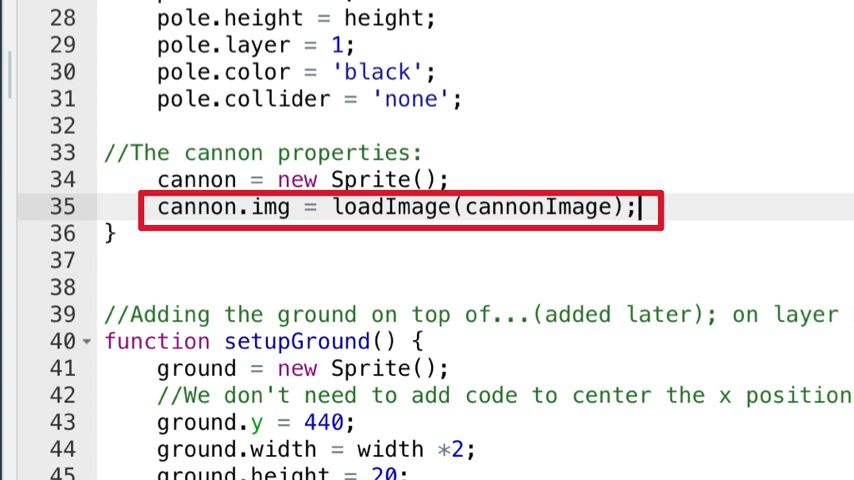 28 pole.height = height;
29 pole.layer = 1;
30 pole.color = 'black';
31 pole.collider = 'none';
32
33 //The cannon properties:
34 cannon = new Sprite();
35 cannon.img = loadImage(cannonImage);
36 }
37
38
39 //Adding the ground on top of...(added later); on layer
40 function setupGround() {
41 ground = new Sprite();
42 //We don't need to add code to center the x position
43 ground.y = 440;
44 ground.width = width *2;
45 ground.height = 20;